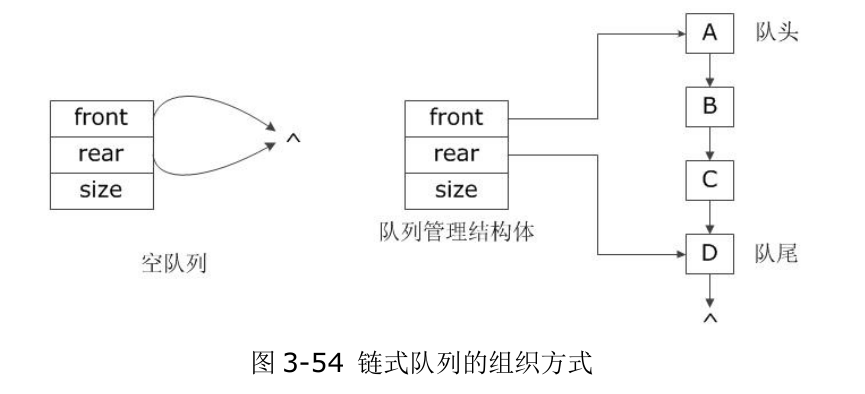 front
rear
size
^
空队列
front
rear
size
队列管理结构体
A 队头
B
C
D 队尾
^
图 3-54 链式队列的组织方式